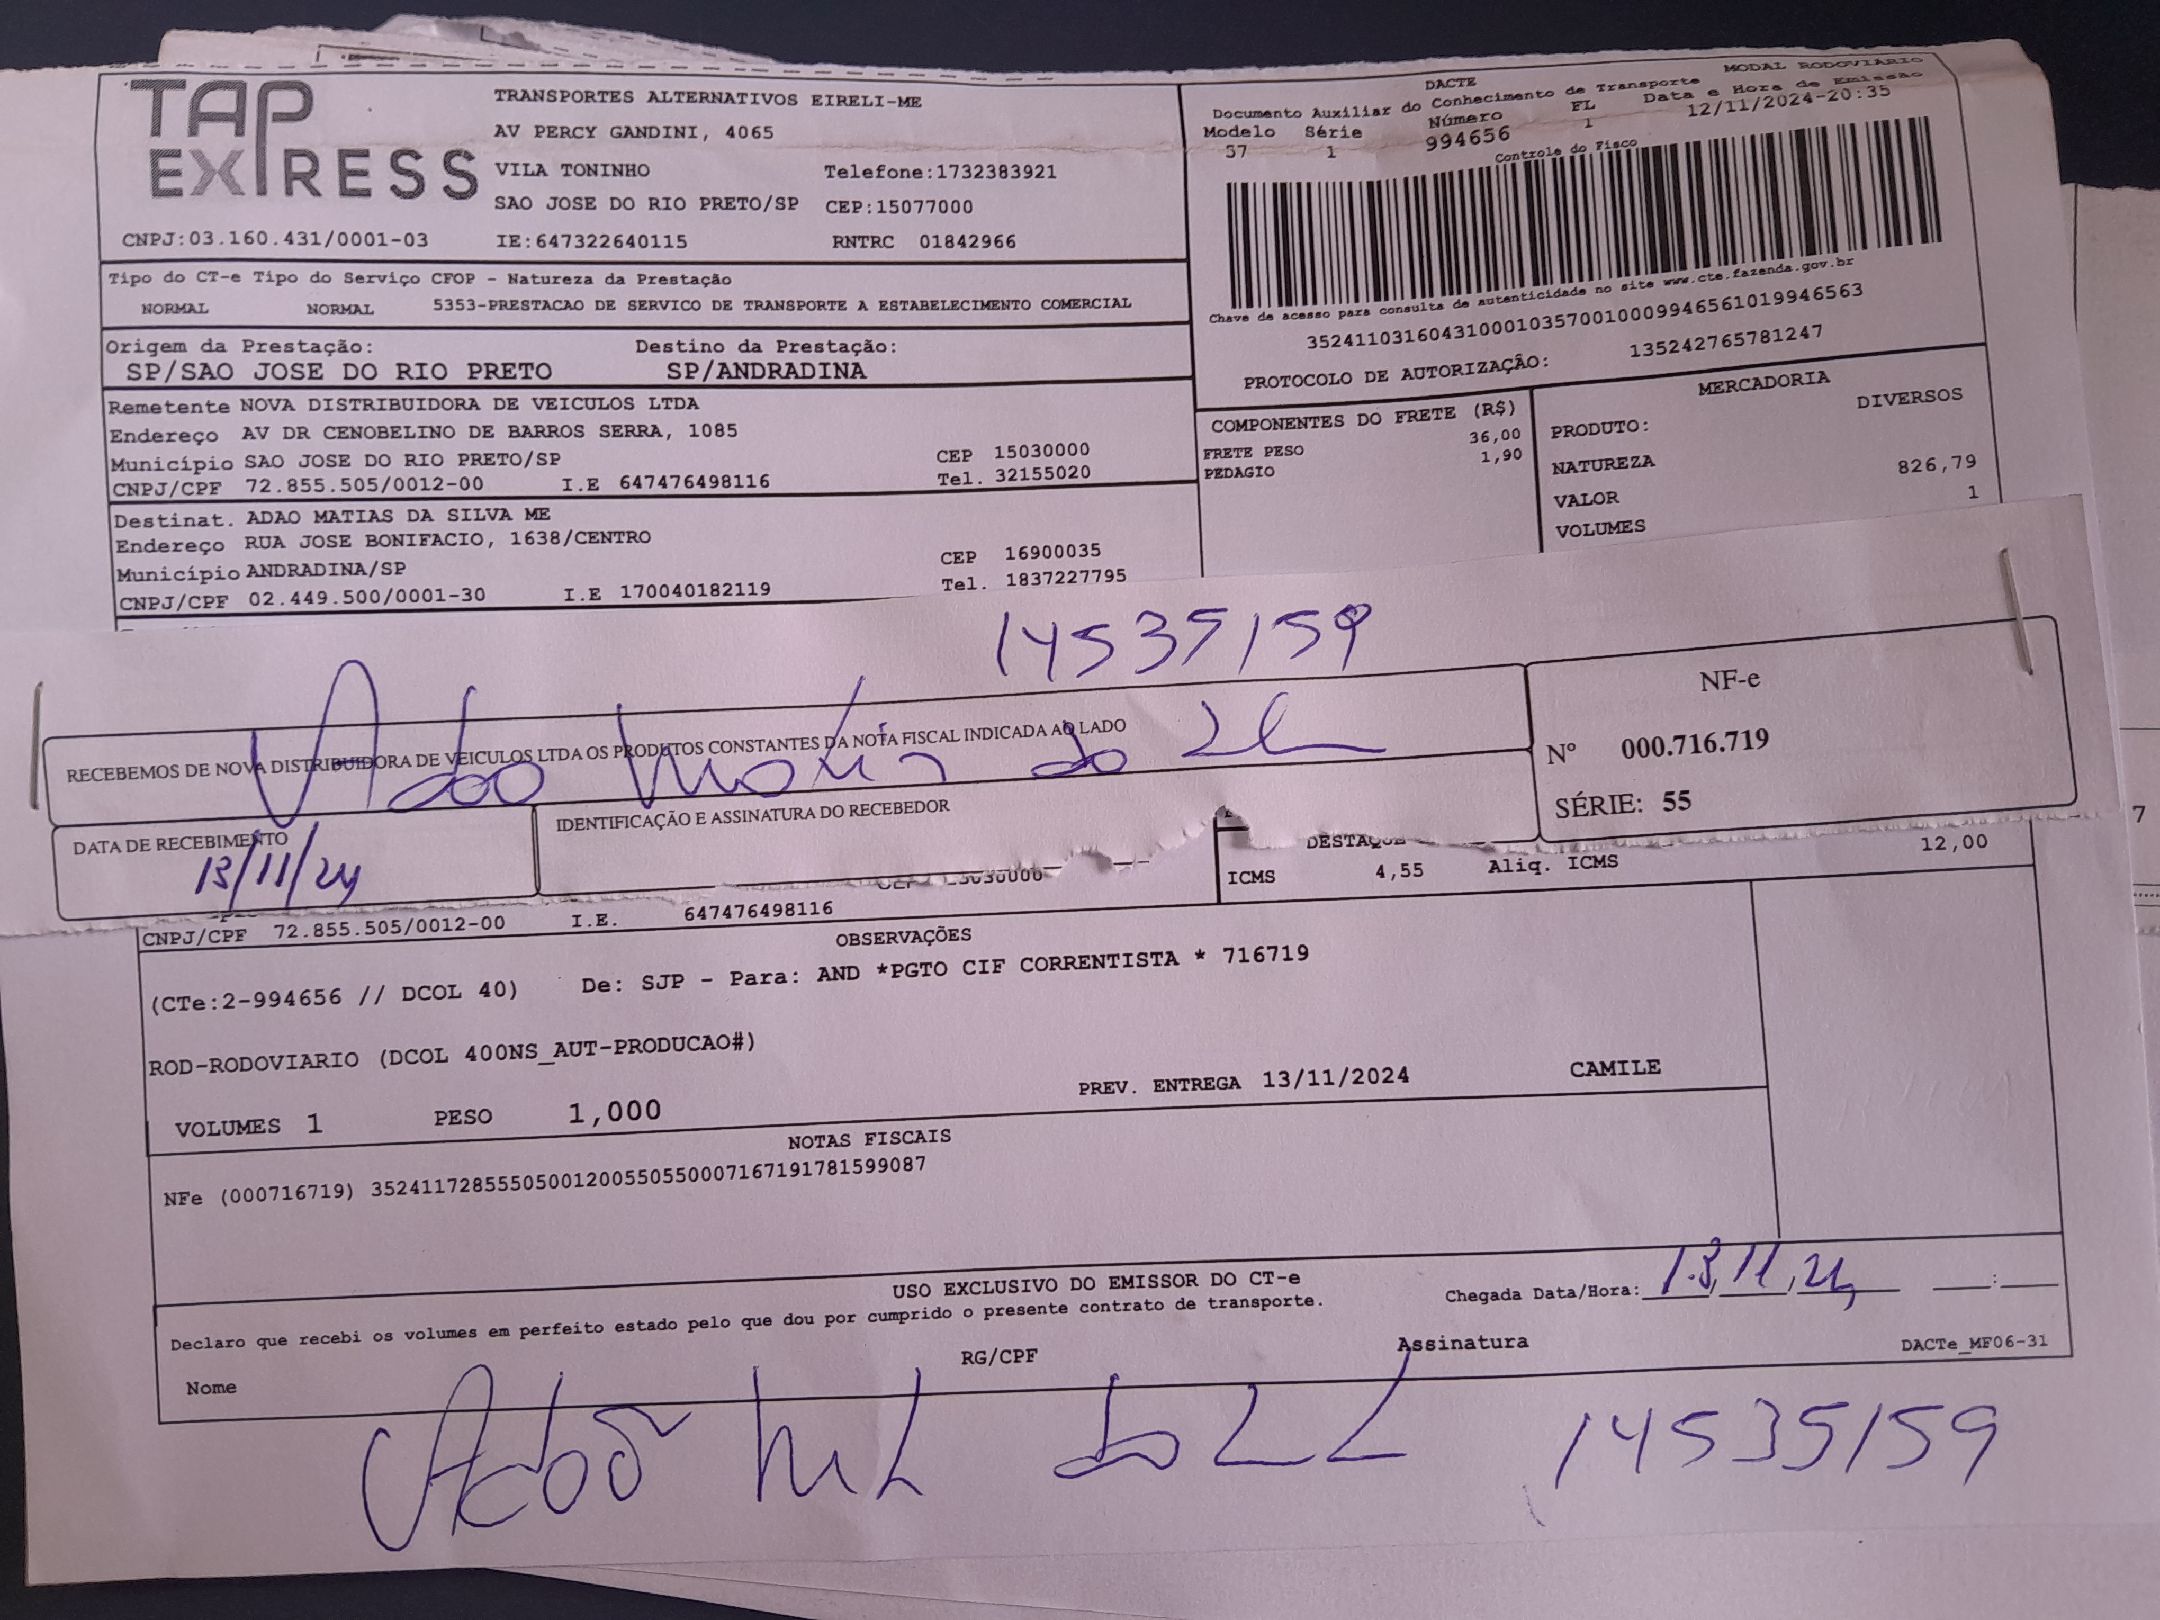 TAP
EXPRESS
TRANSPORTES ALTERNATIVOS EIRELI-ME
AV PERCY GANDINI, 4065
VILA TONINHO Telefone:1732383921
SAO JOSE DO RIO PRETO/SP CEP:15077000
CNPJ:03.160.431/0001-03 IE:647322640115 RNTRC 01842966
MODAL RODOVIARIO
DACTE
Documento Auxiliar do Conhecimento de Transporte
Modelo Série Número FL Data e Hora de Emissão
57 1 994656 1 12/11/2024-20:35
Controle do Fisco
Chave de acesso para consulta de autenticidade no site www.cte.fazenda.gov.br
35241103160431000103570010009946561019946563
PROTOCOLO DE AUTORIZAÇÃO: 135242765781247
Tipo do CT-e Tipo do Serviço CFOP - Natureza da Prestação
NORMAL NORMAL 5353-PRESTACAO DE SERVICO DE TRANSPORTE A ESTABELECIMENTO COMERCIAL
Origem da Prestação: Destino da Prestação:
SP/SAO JOSE DO RIO PRETO SP/ANDRADINA
Remetente NOVA DISTRIBUIDORA DE VEICULOS LTDA
Endereço AV DR CENOBELINO DE BARROS SERRA, 1085
Município SAO JOSE DO RIO PRETO/SP CEP 15030000
CNPJ/CPF 72.855.505/0012-00 I.E 647476498116 Tel. 32155020
COMPONENTES DO FRETE (R$)
FRETE PESO 36,00
PEDAGIO 1,90
MERCADORIA
PRODUTO: DIVERSOS
NATUREZA
VALOR 826,79
VOLUMES 1
Destinat. ADAO MATIAS DA SILVA ME
Endereço RUA JOSE BONIFACIO, 1638/CENTRO
Município ANDRADINA/SP CEP 16900035
CNPJ/CPF 02.449.500/0001-30 I.E 170040182119 Tel. 1837227795
14535159
RECEBEMOS DE NOVA DISTRIBUIDORA DE VEICULOS LTDA OS PRODUTOS CONSTANTES DA NOTA FISCAL INDICADA AO LADO
DATA DE RECEBIMENTO
13/11/24
IDENTIFICAÇÃO E ASSINATURA DO RECEBEDOR
NF-e
Nº 000.716.719
SÉRIE: 55
7
ICMS 4,55 Aliq. ICMS 12,00
CNPJ/CPF 72.855.505/0012-00 I.E. 647476498116
OBSERVAÇÕES
(CTe:2-994656 // DCOL 40) De: SJP - Para: AND *PGTO CIF CORRENTISTA * 716719
ROD-RODOVIARIO (DCOL 400NS_AUT-PRODUCAO#)
PREV. ENTREGA 13/11/2024 CAMILE
VOLUMES 1 PESO 1,000
NOTAS FISCAIS
NFe (000716719) 35241172855505001200550550007167191781599087
USO EXCLUSIVO DO EMISSOR DO CT-e
Declaro que recebi os volumes em perfeito estado pelo que dou por cumprido o presente contrato de transporte.
Chegada Data/Hora: 13,11,24 :
Nome RG/CPF Assinatura DACTe_MF06-31
14535159